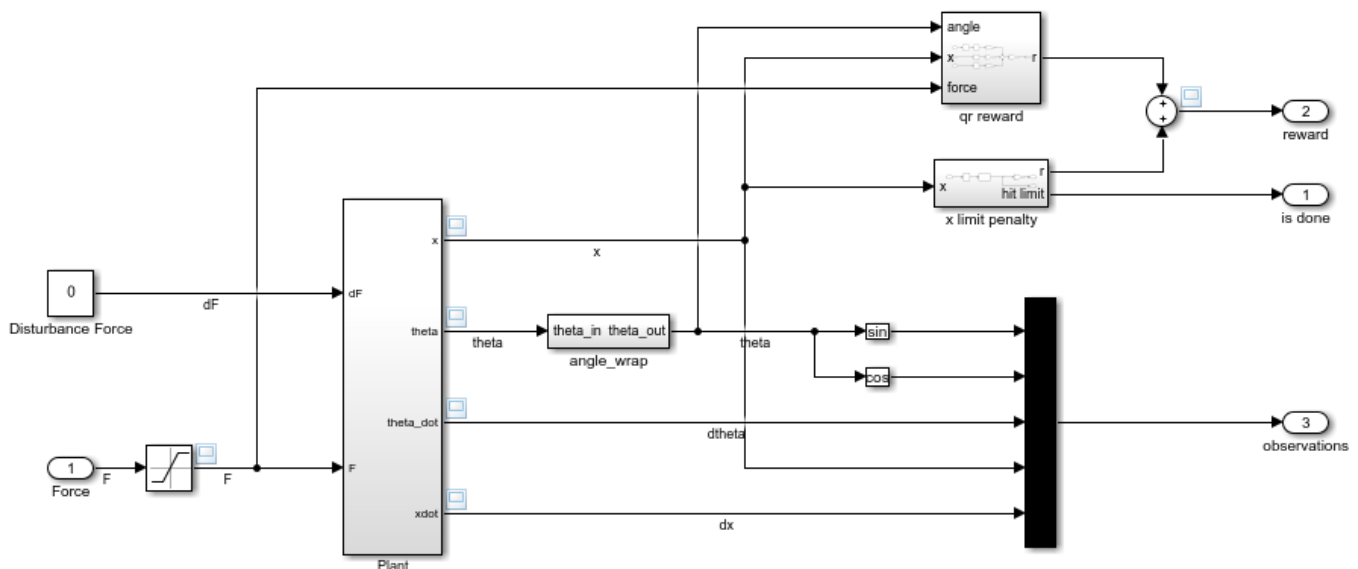 angle
x
r
force
qr reward
+
+
2
reward
r
x
hit limit
1
is done
x limit penalty
x
x
0
dF
dF
Disturbance Force
theta
theta
theta_in theta_out
theta
angle_wrap
sin
cos
theta_dot
dtheta
3
observations
1
F
F
F
Force
xdot
dx
Plant